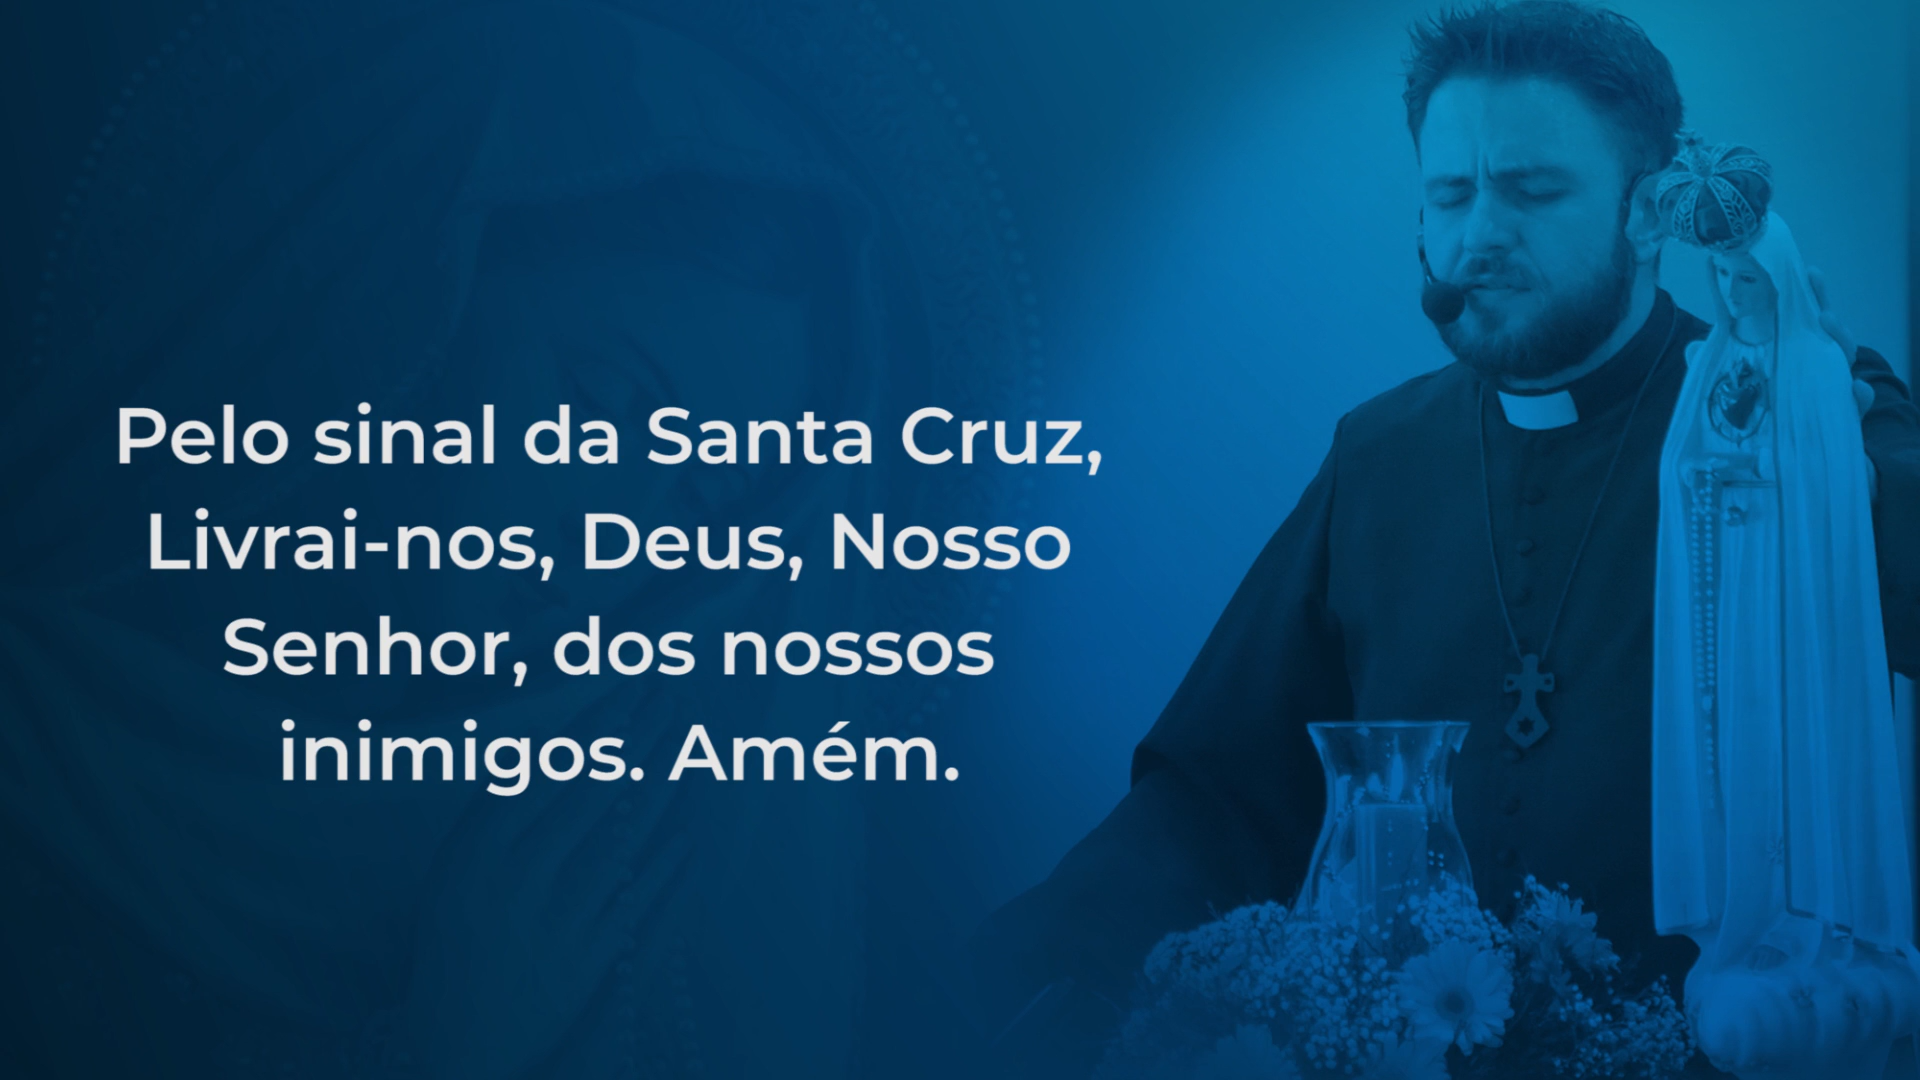 Pelo sinal da Santa Cruz,
Livrai-nos, Deus, Nosso
Senhor, dos nossos
inimigos. Amém.